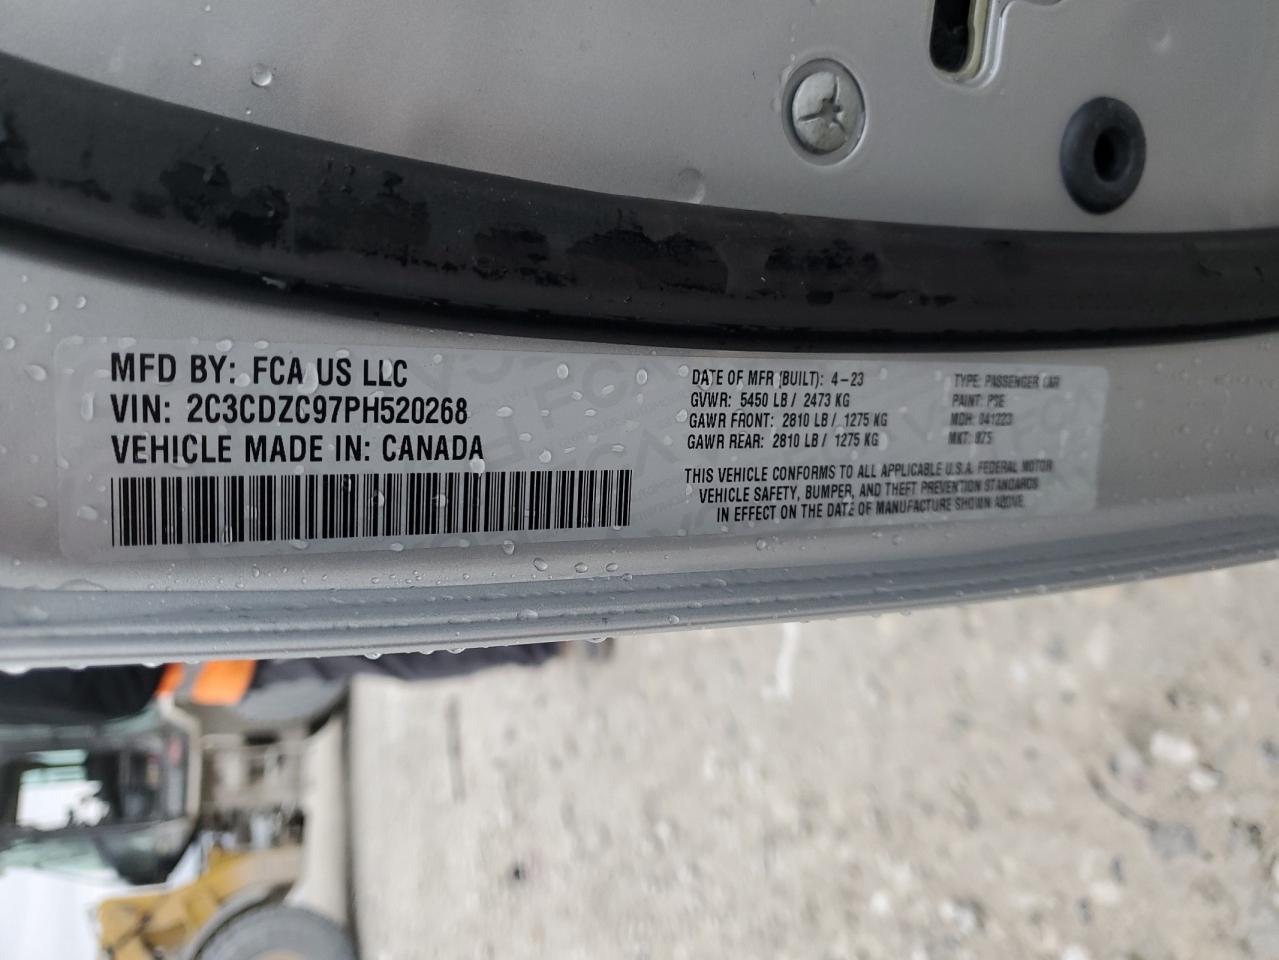 MFD BY: FCA US LLC
VIN: 2C3CDZC97PH520268
VEHICLE MADE IN: CANADA
DATE OF MFR (BUILT): 4-23
GVWR: 5450 LB / 2473 KG
GAWR FRONT: 2810 LB / 1275 KG
GAWR REAR: 2810 LB / 1275 KG
TYPE: PASSENGER CAR
PAINT: PSE
MDH: 041223
MKT: 875
THIS VEHICLE CONFORMS TO ALL APPLICABLE U.S.A. FEDERAL MOTOR
VEHICLE SAFETY, BUMPER, AND THEFT PREVENTION STANDARDS
IN EFFECT ON THE DATE OF MANUFACTURE SHOWN ABOVE.